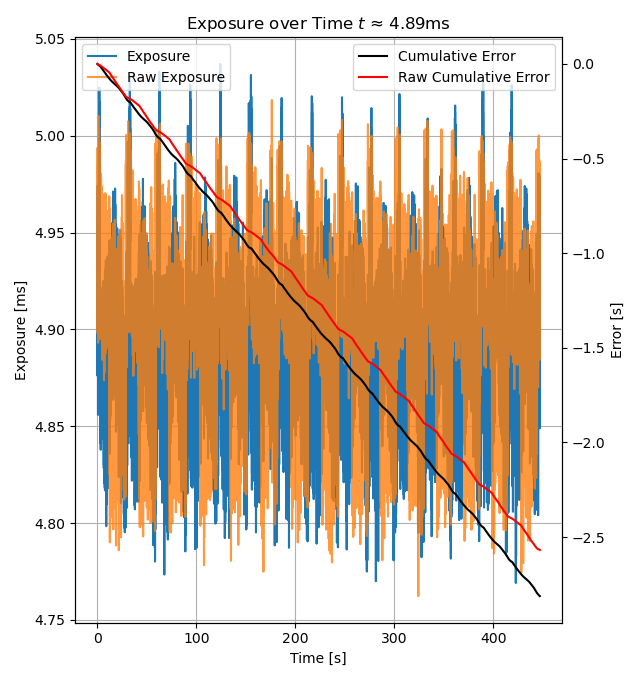 Exposure over Time t ≈ 4.89ms
Exposure
Raw Exposure
Cumulative Error
Raw Cumulative Error
5.05
5.00
4.95
4.90
4.85
4.80
4.75
Exposure [ms]
0.0
−0.5
−1.0
−1.5
−2.0
−2.5
Error [s]
0
100
200
300
400
Time [s]